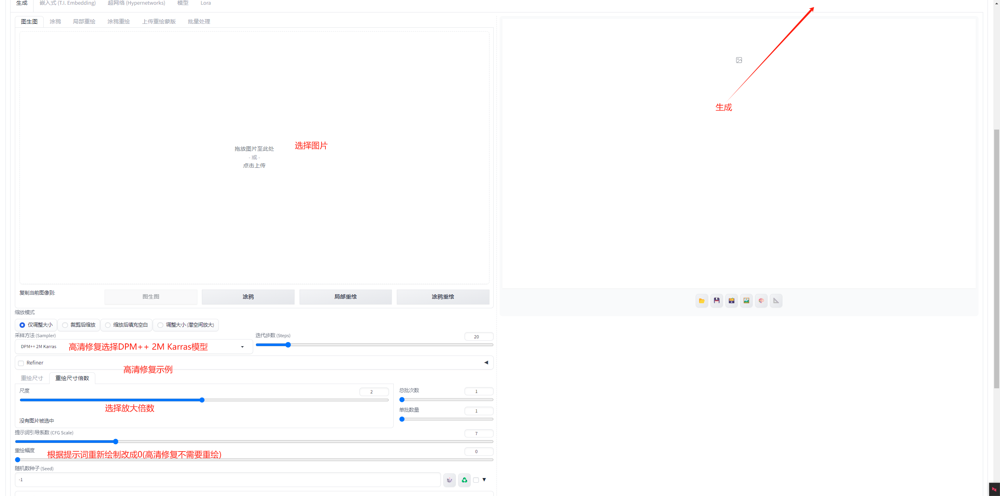 生成 嵌入式 (T.I. Embedding) 超网络 (Hypernetworks) 模型 Lora
图生图 涂鸦 局部重绘 涂鸦重绘 上传重绘蒙版 批量处理
生成
选择图片
拖放图片至此处
- 或 -
点击上传
复制当前图像到: 图生图 涂鸦 局部重绘 涂鸦重绘
缩放模式
仅调整大小 裁剪后缩放 缩放后填充空白 调整大小 (潜空间放大)
采样方法 (Sampler) 迭代步数 (Steps) 20
DPM++ 2M Karras 高清修复选择DPM++ 2M Karras模型
Refiner
高清修复示例
重绘尺寸 重绘尺寸倍数
尺度 2 总批次数 1
选择放大倍数
单批数量 1
没有图片被选中
提示词引导系数 (CFG Scale) 7
重绘幅度 0
根据提示词重新绘制改成0(高清修复不需要重绘)
随机数种子 (Seed)
-1